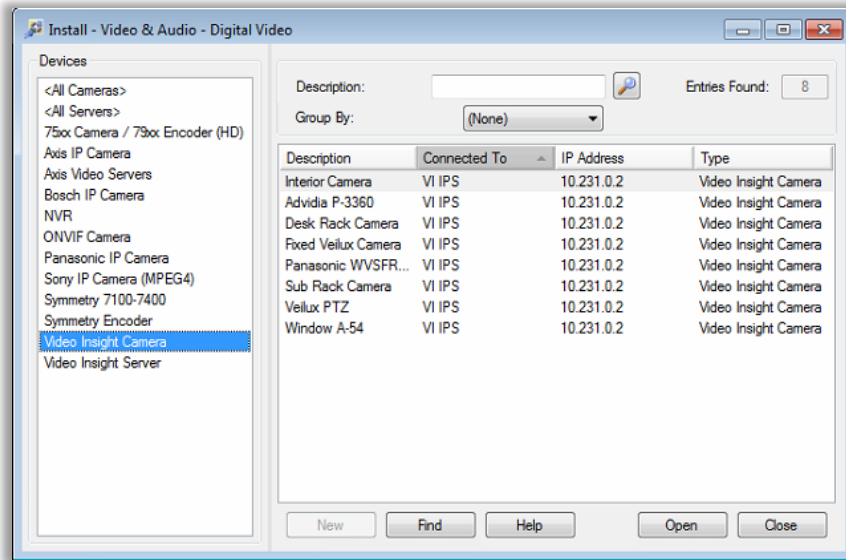 Install - Video & Audio - Digital Video
Devices
<All Cameras>
<All Servers>
75xx Camera / 79xx Encoder (HD)
Axis IP Camera
Axis Video Servers
Bosch IP Camera
NVR
ONVIF Camera
Panasonic IP Camera
Sony IP Camera (MPEG4)
Symmetry 7100-7400
Symmetry Encoder
Video Insight Camera
Video Insight Server
Description:
Entries Found: 8
Group By: (None)
Description Connected To IP Address Type
Interior Camera VI IPS 10.231.0.2 Video Insight Camera
Advidia P-3360 VI IPS 10.231.0.2 Video Insight Camera
Desk Rack Camera VI IPS 10.231.0.2 Video Insight Camera
Fixed Veilux Camera VI IPS 10.231.0.2 Video Insight Camera
Panasonic WVSFR... VI IPS 10.231.0.2 Video Insight Camera
Sub Rack Camera VI IPS 10.231.0.2 Video Insight Camera
Veilux PTZ VI IPS 10.231.0.2 Video Insight Camera
Window A-54 VI IPS 10.231.0.2 Video Insight Camera
New Find Help Open Close